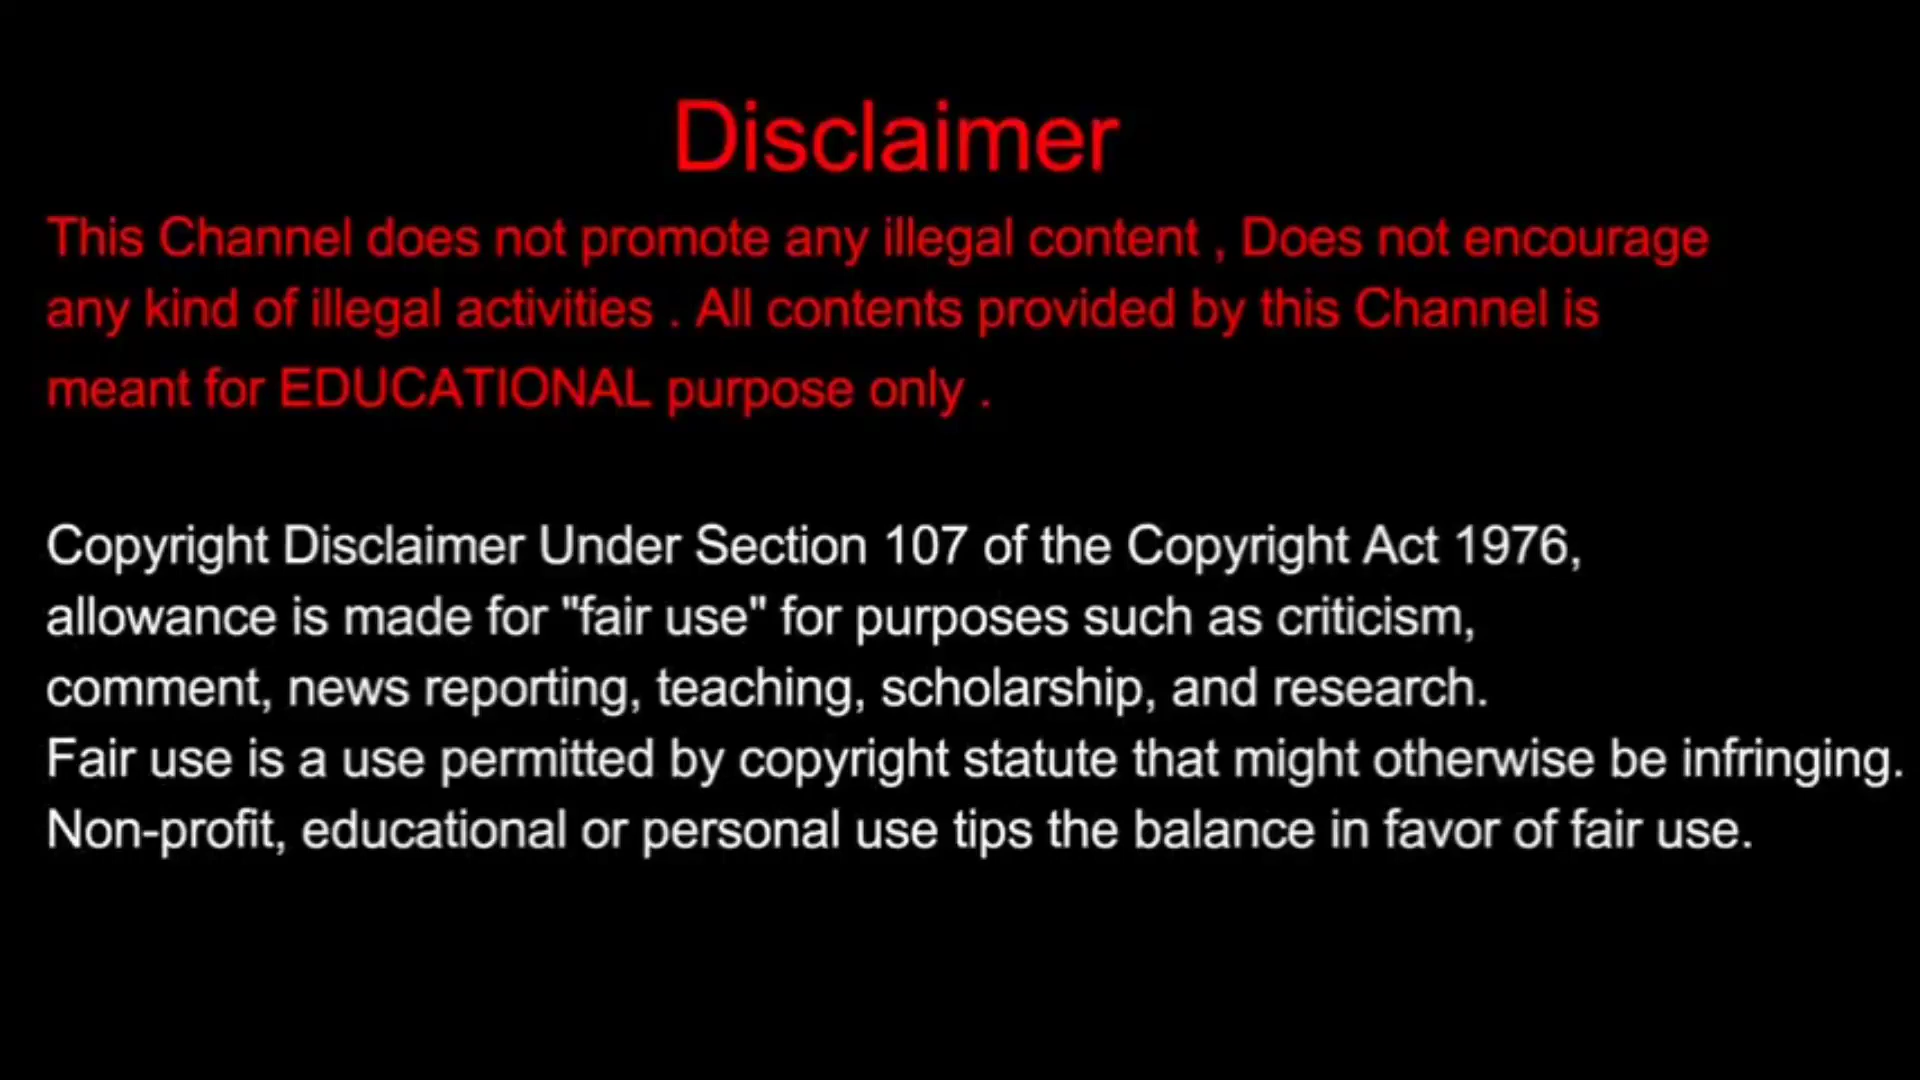 Disclaimer
This Channel does not promote any illegal content , Does not encourage
any kind of illegal activities . All contents provided by this Channel is
meant for EDUCATIONAL purpose only .
Copyright Disclaimer Under Section 107 of the Copyright Act 1976,
allowance is made for "fair use" for purposes such as criticism,
comment, news reporting, teaching, scholarship, and research.
Fair use is a use permitted by copyright statute that might otherwise be infringing.
Non-profit, educational or personal use tips the balance in favor of fair use.